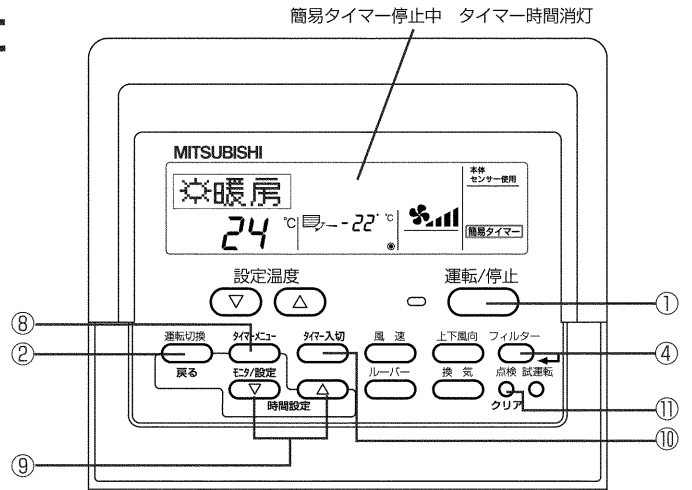 簡易タイマー停止中 タイマー時間消灯
MITSUBISHI
本体
センサー使用
暖房
24 ℃ -22 ℃
簡易タイマー
設定温度 運転/停止
▽ △
①
⑧ 運転切換 タイマーメニュー タイマー入切 風 速 上下風向 フィルター
② ④
戻る モニタ/設定 ルーバー 換 気 点検 試運転
▽ △ ⑪
時間設定 クリア
⑩
⑨